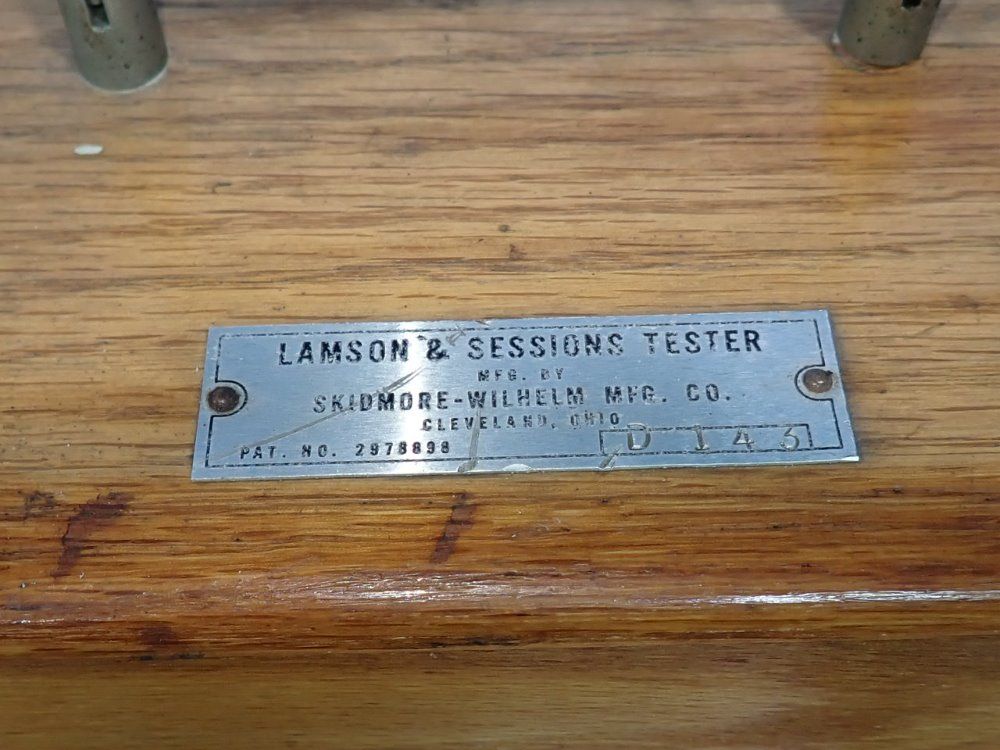 LAMSON & SESSIONS TESTER
MFG. BY
SKIDMORE-WILHELM MFG. CO.
CLEVELAND, OHIO
PAT. NO. 2978898
D 143